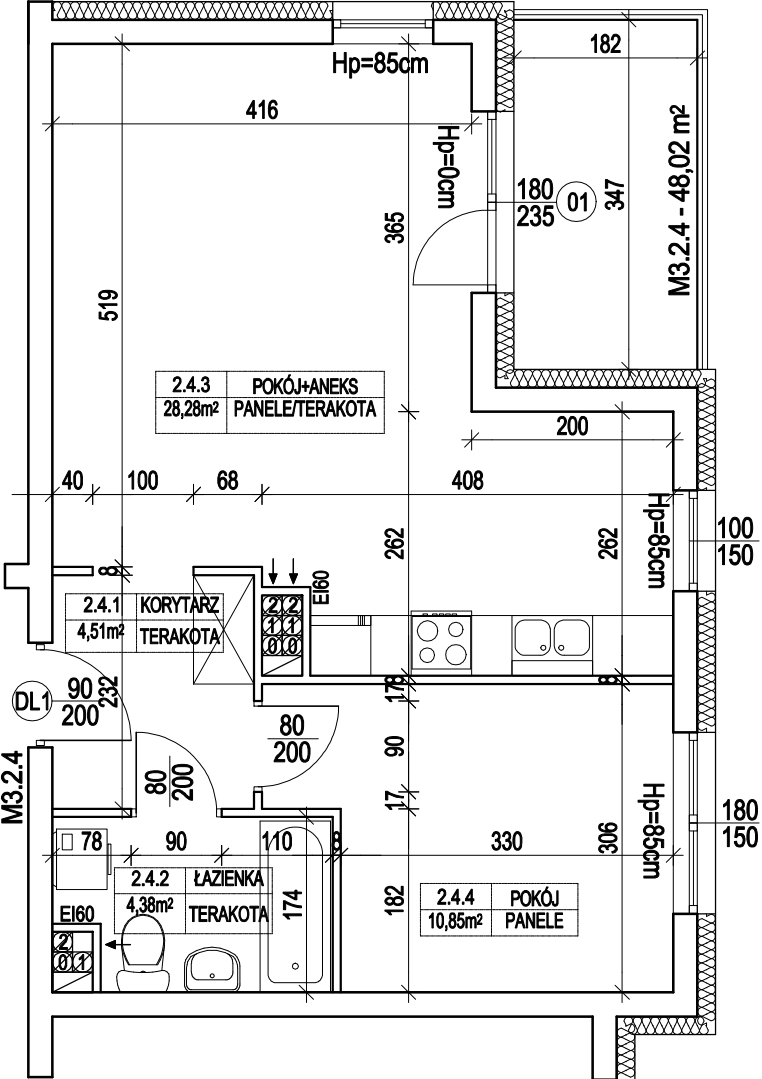 Hp=85cm
182
416
Hp=0cm
M3.2.4 - 48,02 m²
180
235
01
347
365
519
2.4.3 POKÓJ+ANEKS
28,28m² PANELE/TERAKOTA
200
40
100
68
408
Hp=85cm
100
150
262
262
8
EI60
2.4.1 KORYTARZ
4,51m² TERAKOTA
2 2
1 1
0 0
232
DL1
90
200
8
17
8
80
200
80
200
90
17
M3.2.4
Hp=85cm
180
150
78
90
110
8
330
306
2.4.2 ŁAZIENKA
4,38m² TERAKOTA
174
182
2.4.4 POKÓJ
10,85m² PANELE
EI60
2
0 1